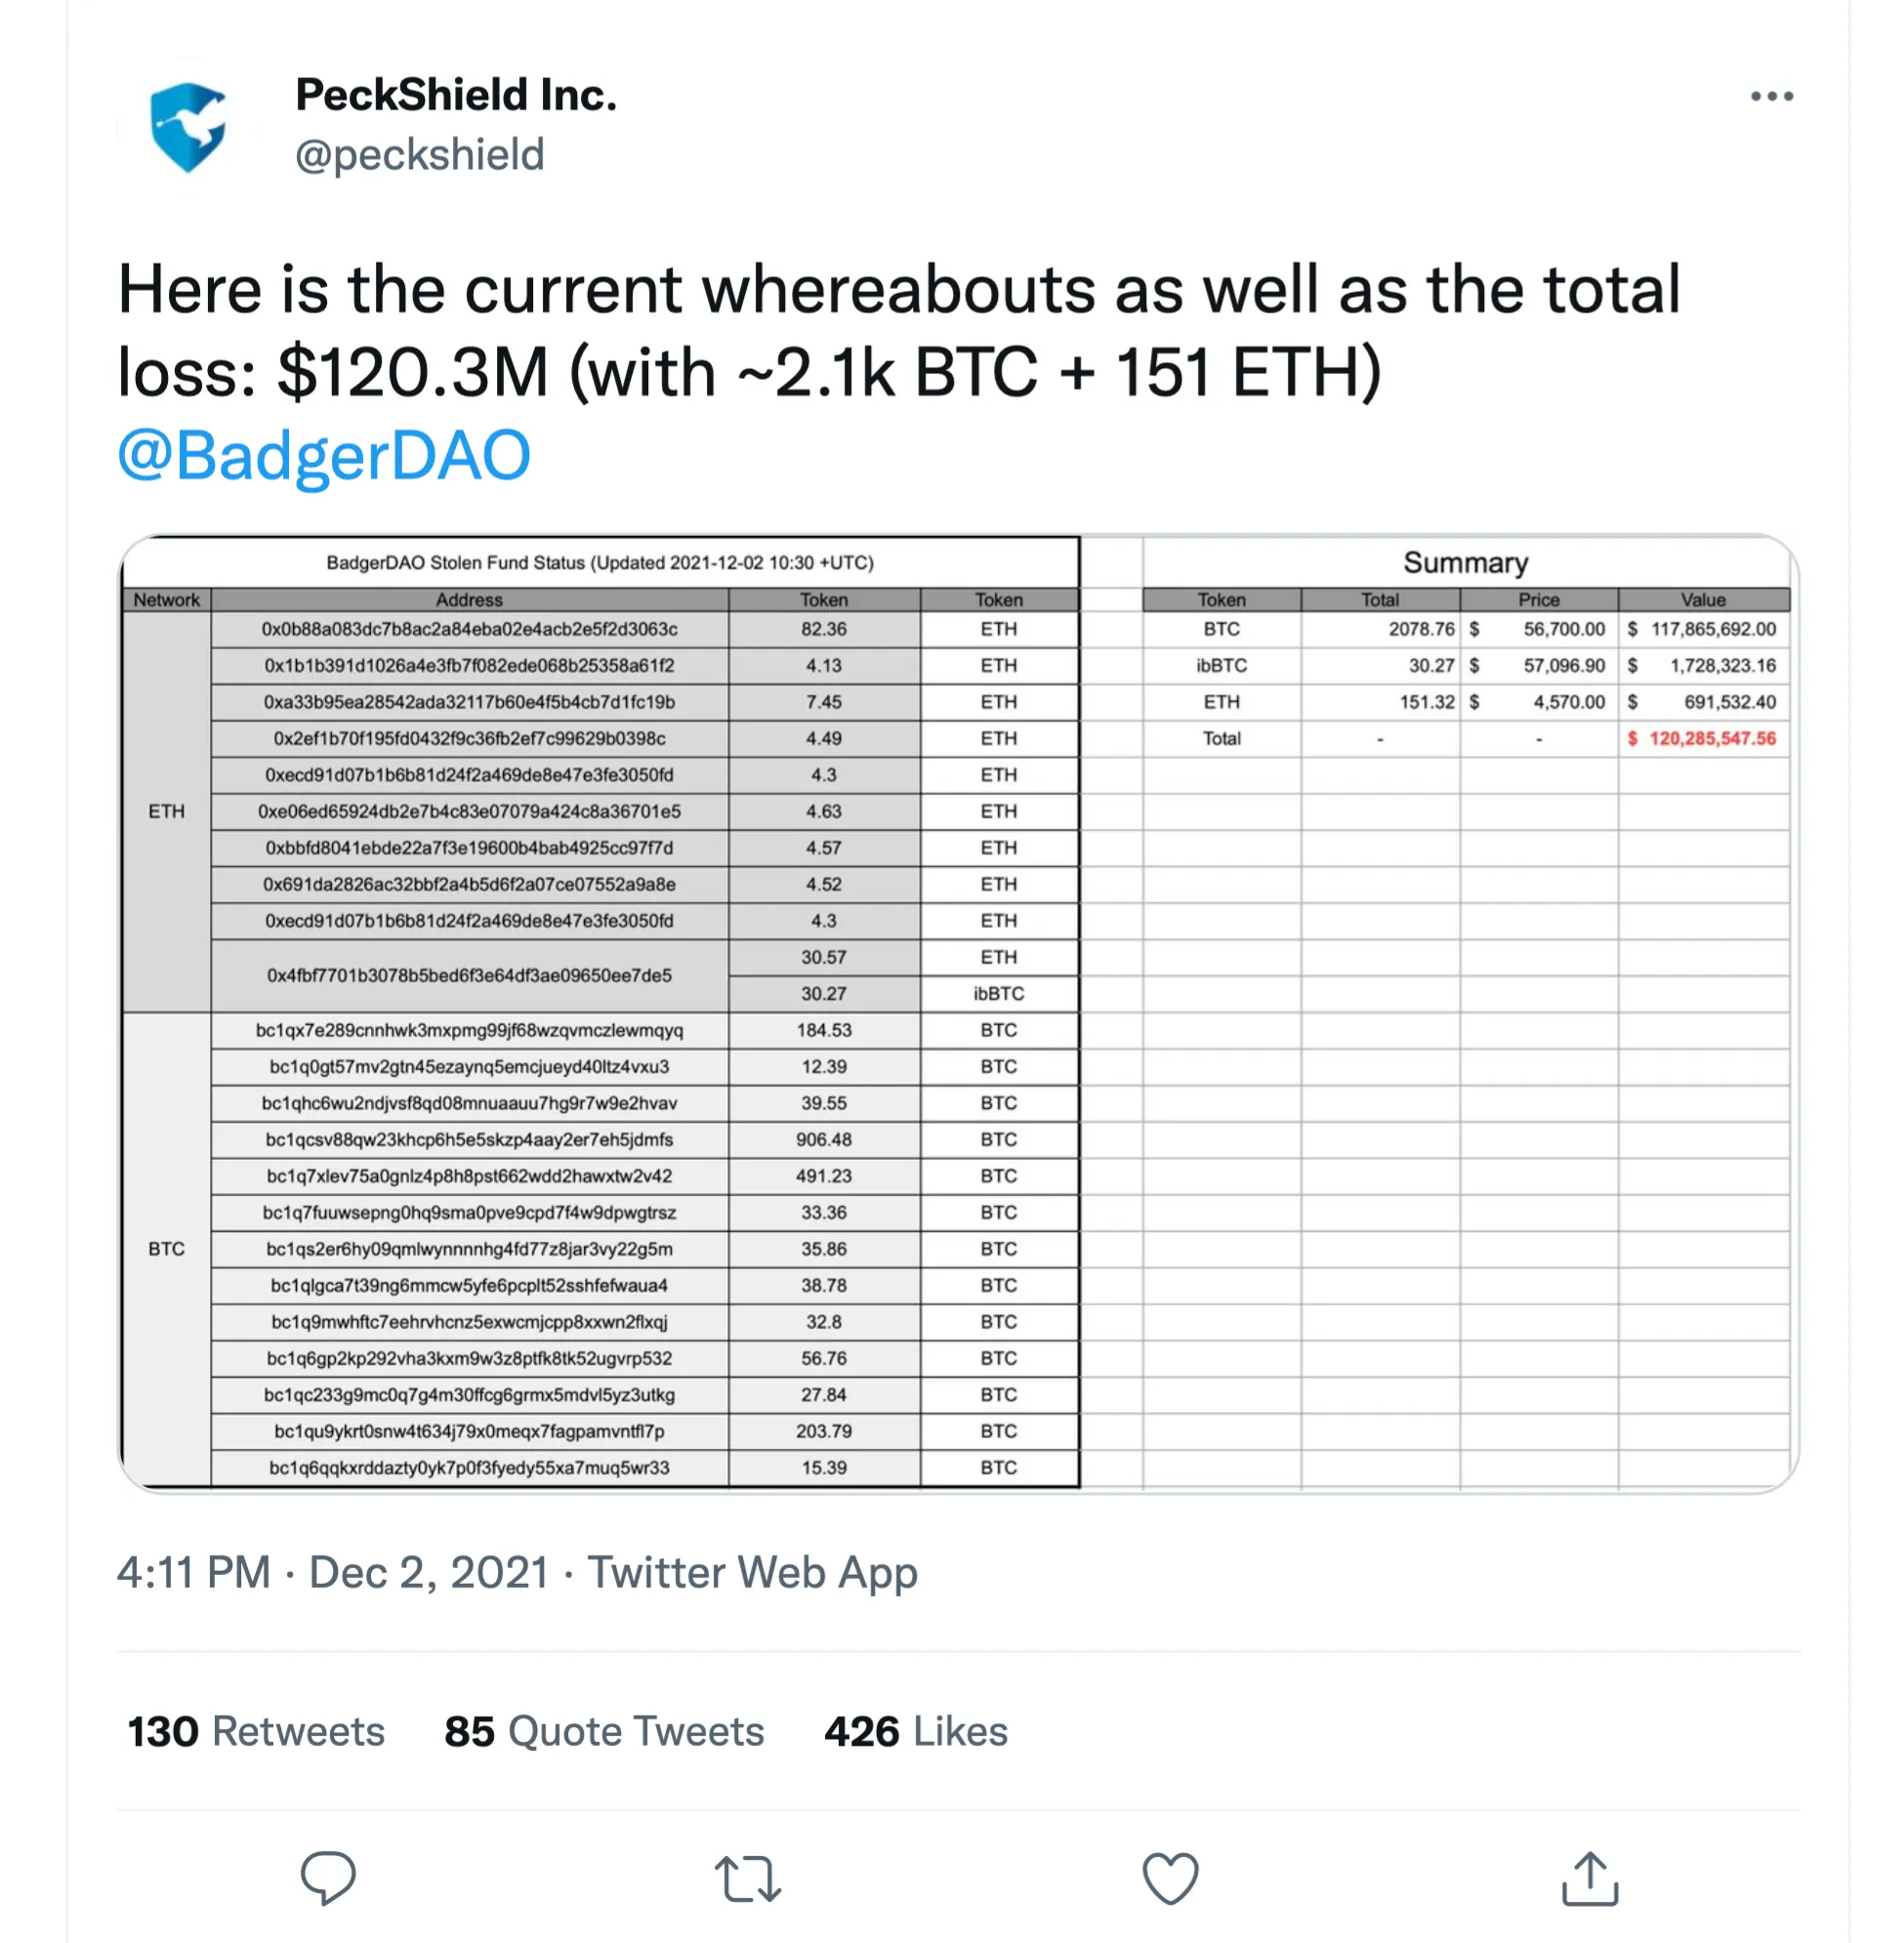 PeckShield Inc.
@peckshield
Here is the current whereabouts as well as the total
loss: $120.3M (with ~2.1k BTC + 151 ETH)
@BadgerDAO
BadgerDAO Stolen Fund Status (Updated 2021-12-02 10:30 +UTC)
Network Address Token Token
ETH
0x0b88a083dc7b8ac2a84eba02e4acb2e5f2d3063c 82.36 ETH
0x1b1b391d1026a4e3fb7f082ede068b25358a61f2 4.13 ETH
0xa33b95ea28542ada32117b60e4f5b4cb7d1fc19b 7.45 ETH
0x2ef1b70f195fd0432f9c36fb2ef7c99629b0398c 4.49 ETH
0xecd91d07b1b6b81d24f2a469de8e47e3fe3050fd 4.3 ETH
0xe06ed65924db2e7b4c83e07079a424c8a36701e5 4.63 ETH
0xbbfd8041ebde22a7f3e19600b4bab4925cc97f7d 4.57 ETH
0x691da2826ac32bbf2a4b5d6f2a07ce07552a9a8e 4.52 ETH
0xecd91d07b1b6b81d24f2a469de8e47e3fe3050fd 4.3 ETH
0x4fbf7701b3078b5bed6f3e64df3ae09650ee7de5 30.57 ETH
30.27 ibBTC
BTC
bc1qx7e289cnnhwk3mxpmg99jf68wzqvmczlewmqyq 184.53 BTC
bc1q0gt57mv2gtn45ezaynq5emcjueyd40ltz4vxu3 12.39 BTC
bc1qhc6wu2ndjvsf8qd08mnuaauu7hg9r7w9e2hvav 39.55 BTC
bc1qcsv88qw23khcp6h5e5skzp4aay2er7eh5jdmfs 906.48 BTC
bc1q7xlev75a0gnlz4p8h8pst662wdd2hawxtw2v42 491.23 BTC
bc1q7fuuwsepng0hq9sma0pve9cpd7f4w9dpwgtrsz 33.36 BTC
bc1qs2er6hy09qmlwynnnnhg4fd77z8jar3vy22g5m 35.86 BTC
bc1qlgca7t39ng6mmcw5yfe6pcplt52sshfefwaua4 38.78 BTC
bc1q9mwhftc7eehrvhcnz5exwcmjcpp8xxwn2flxqj 32.8 BTC
bc1q6gp2kp292vha3kxm9w3z8ptfk8tk52ugvrp532 56.76 BTC
bc1qc233g9mc0q7g4m30ffcg6grmx5mdvl5yz3utkg 27.84 BTC
bc1qu9ykrt0snw4t634j79x0meqx7fagpamvntfl7p 203.79 BTC
bc1q6qqkxrddazty0yk7p0f3fyedy55xa7muq5wr33 15.39 BTC
Summary
Token Total Price Value
BTC 2078.76 $ 56,700.00 $ 117,865,692.00
ibBTC 30.27 $ 57,096.90 $ 1,728,323.16
ETH 151.32 $ 4,570.00 $ 691,532.40
Total - - $ 120,285,547.56
4:11 PM · Dec 2, 2021 · Twitter Web App
130 Retweets 85 Quote Tweets 426 Likes